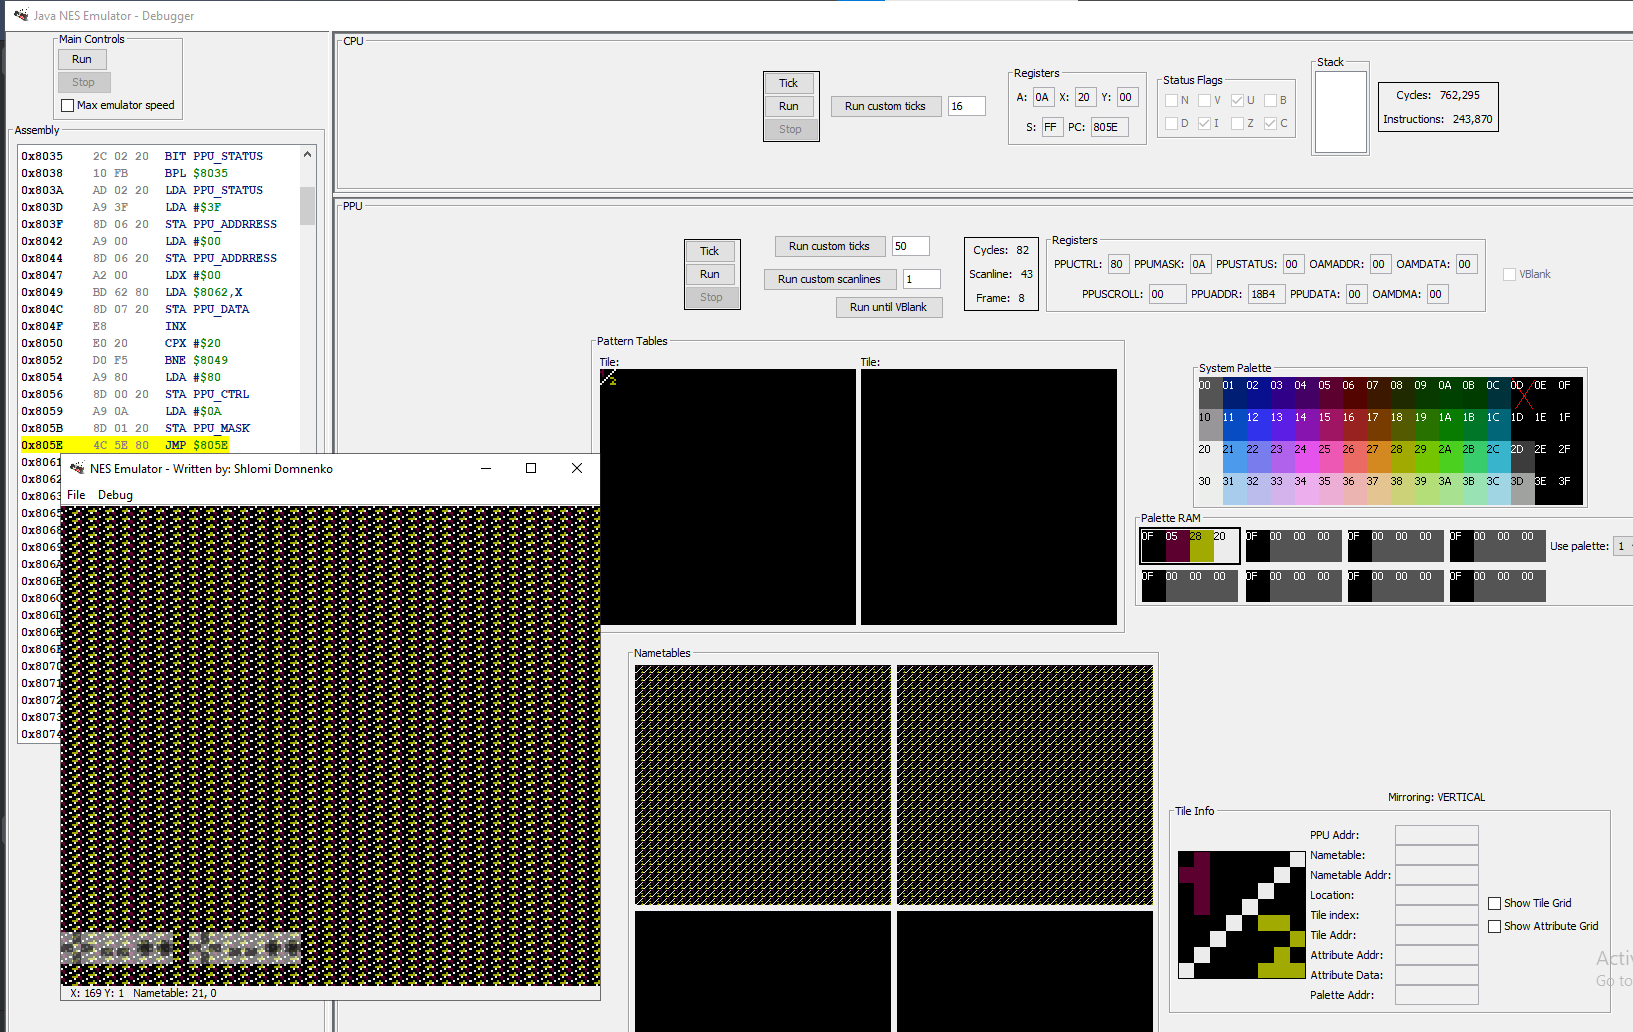 Java NES Emulator - Debugger
Main Controls
Run
Stop
Max emulator speed
Assembly
0x8035 2C 02 20 BIT PPU_STATUS
0x8038 10 FB BPL $8035
0x803A AD 02 20 LDA PPU_STATUS
0x803D A9 3F LDA #$3F
0x803F 8D 06 20 STA PPU_ADDRRESS
0x8042 A9 00 LDA #$00
0x8044 8D 06 20 STA PPU_ADDRRESS
0x8047 A2 00 LDX #$00
0x8049 BD 62 80 LDA $8062,X
0x804C 8D 07 20 STA PPU_DATA
0x804F E8 INX
0x8050 E0 20 CPX #$20
0x8052 D0 F5 BNE $8049
0x8054 A9 80 LDA #$80
0x8056 8D 00 20 STA PPU_CTRL
0x8059 A9 0A LDA #$0A
0x805B 8D 01 20 STA PPU_MASK
0x805E 4C 5E 80 JMP $805E
0x8061
0x8062
0x8063
0x8065
0x8068
0x8069
0x806A
0x806B
0x806C
0x806D
0x806E
0x806F
0x8070
0x8071
0x8072
0x8073
0x8074
NES Emulator - Written by: Shlomi Domnenko
File Debug
X: 169 Y: 1 Nametable: 21, 0
CPU
Tick
Run
Stop
Run custom ticks 16
Registers
A: 0A X: 20 Y: 00
S: FF PC: 805E
Status Flags
N V U B
D I Z C
Stack
Cycles: 762,295
Instructions: 243,870
PPU
Tick
Run
Stop
Run custom ticks 50
Run custom scanlines 1
Run until VBlank
Cycles: 82
Scanline: 43
Frame: 8
Registers
PPUCTRL: 80 PPUMASK: 0A PPUSTATUS: 00 OAMADDR: 00 OAMDATA: 00
PPUSCROLL: 00 PPUADDR: 18B4 PPUDATA: 00 OAMDMA: 00
VBlank
Pattern Tables
Tile: Tile:
System Palette
00 01 02 03 04 05 06 07 08 09 0A 0B 0C 0D 0E 0F
10 11 12 13 14 15 16 17 18 19 1A 1B 1C 1D 1E 1F
20 21 22 23 24 25 26 27 28 29 2A 2B 2C 2D 2E 2F
30 31 32 33 34 35 36 37 38 39 3A 3B 3C 3D 3E 3F
Palette RAM
0F 05 28 20 0F 00 00 00 0F 00 00 00 0F 00 00 00
0F 00 00 00 0F 00 00 00 0F 00 00 00 0F 00 00 00
Use palette: 1
Nametables
Mirroring: VERTICAL
Tile Info
PPU Addr:
Nametable:
Nametable Addr:
Location:
Tile index:
Tile Addr:
Attribute Addr:
Attribute Data:
Palette Addr:
Show Tile Grid
Show Attribute Grid
Go to